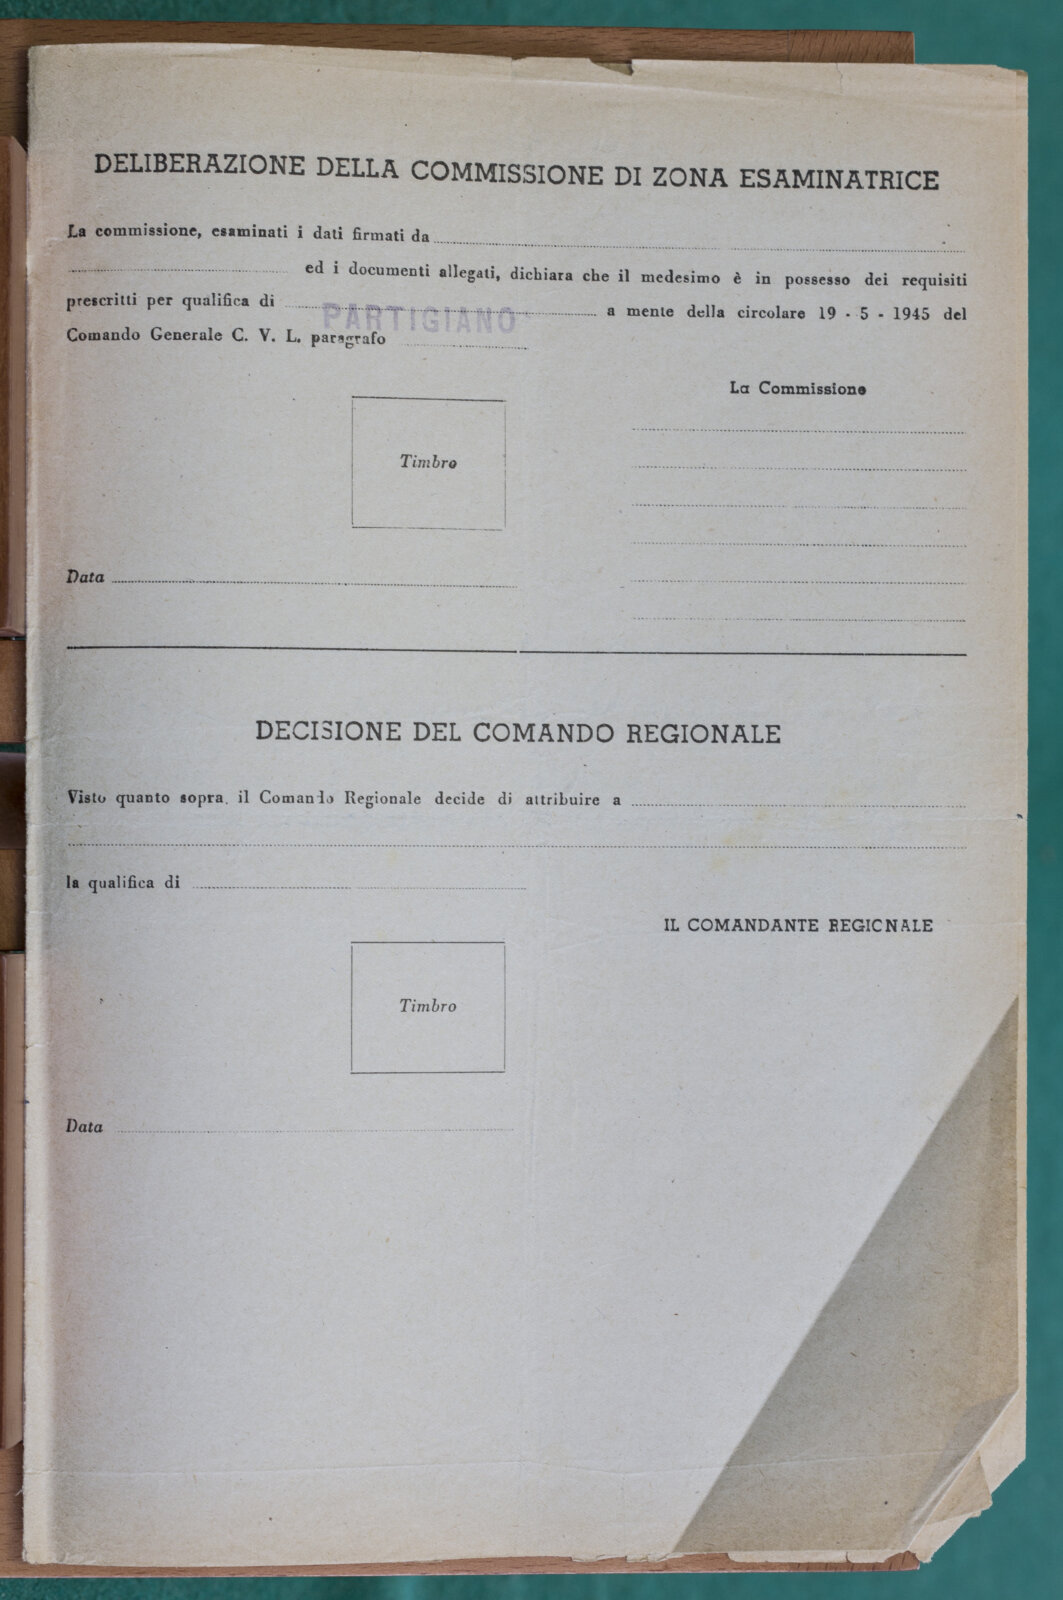 DELIBERAZIONE DELLA COMMISSIONE DI ZONA ESAMINATRICE
La commissione, esaminati i dati firmati da
ed i documenti allegati, dichiara che il medesimo è in possesso dei requisiti
prescritti per qualifica di PARTIGIANO a mente della circolare 19 - 5 - 1945 del
Comando Generale C. V. L. paragrafo
La Commissione
Timbro
Data
DECISIONE DEL COMANDO REGIONALE
Visto quanto sopra, il Comando Regionale decide di attribuire a
la qualifica di
IL COMANDANTE REGIONALE
Timbro
Data